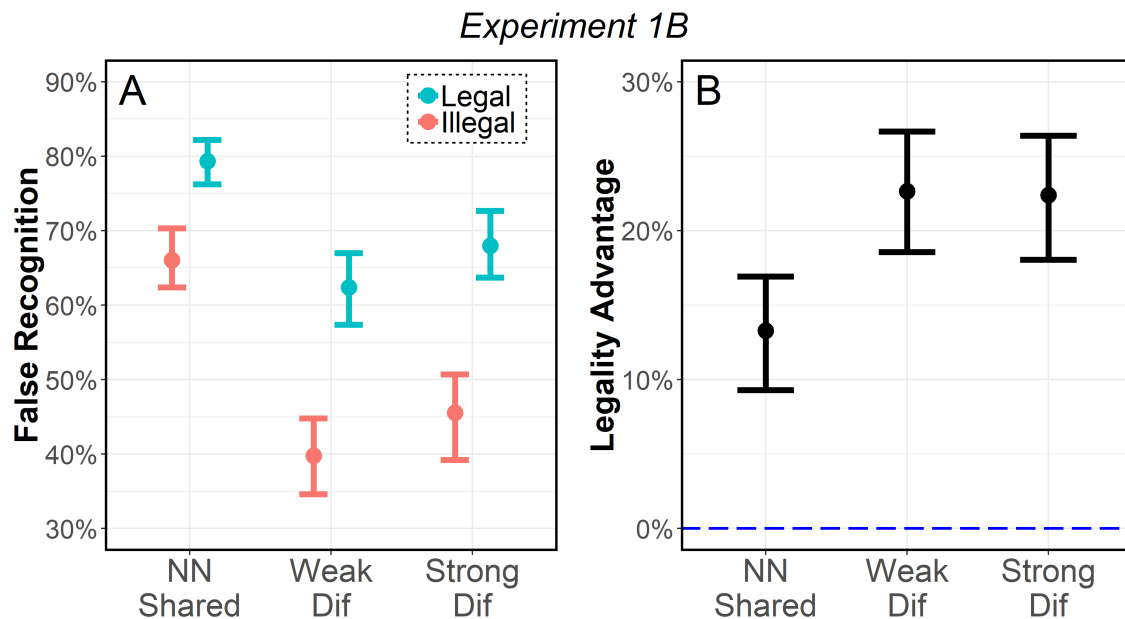 Experiment 1B
A
False Recognition
90%
80%
70%
60%
50%
40%
30%
Legal
Illegal
NN
Shared
Weak
Dif
Strong
Dif
B
Legality Advantage
30%
20%
10%
0%
NN
Shared
Weak
Dif
Strong
Dif